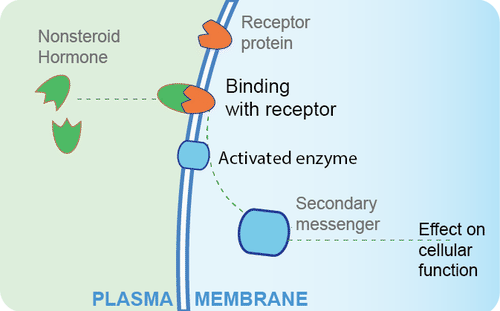 Nonsteroid
Hormone
Receptor
protein
Binding
with receptor
Activated enzyme
Secondary
messenger
Effect on
cellular
function
PLASMA MEMBRANE